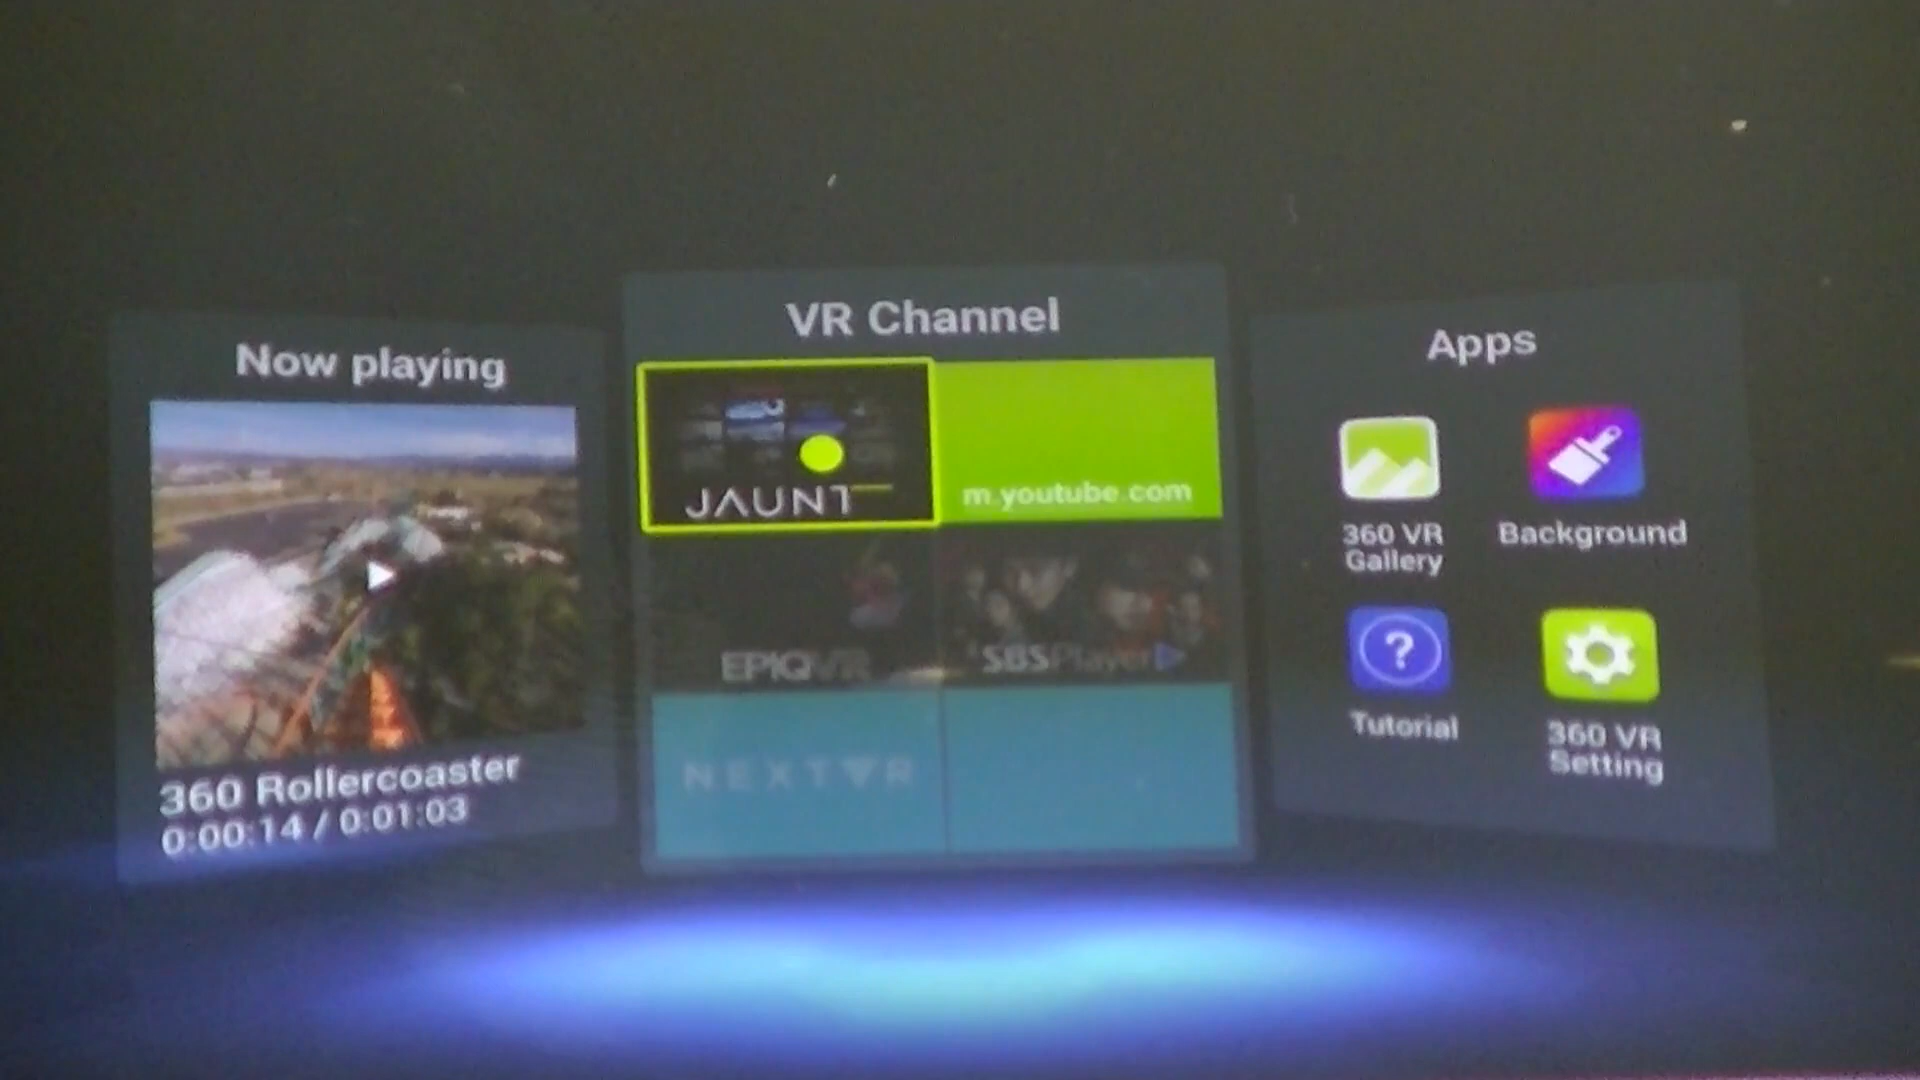 Now playing
360 Rollercoaster
0:00:14 / 0:01:03
VR Channel
JAUNT
m.youtube.com
EPIQVR
SBSPlayer
NEXTVR
Apps
360 VR
Gallery
Background
?
Tutorial
360 VR
Setting